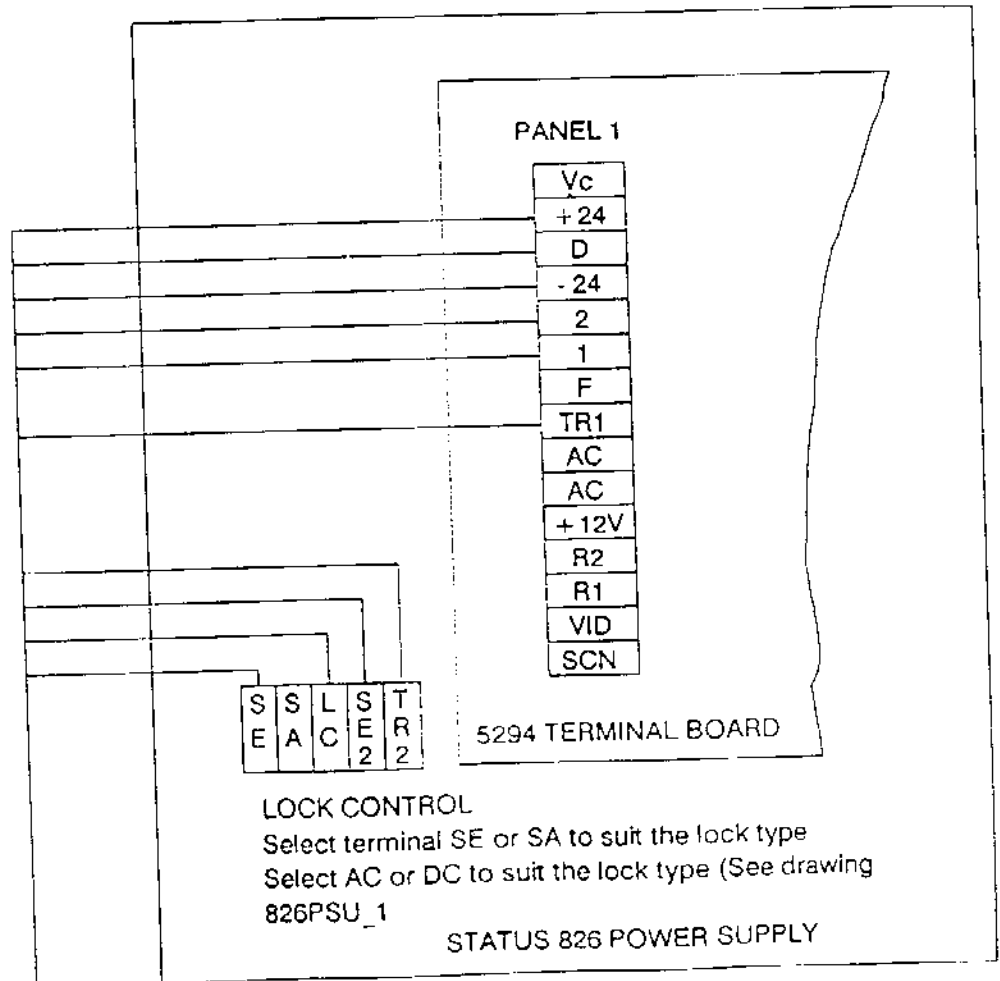 PANEL 1
Vc
+ 24
D
- 24
2
1
F
TR1
AC
AC
+ 12V
R2
R1
VID
SCN
5294 TERMINAL BOARD
SE SA LC SE2 TR2
LOCK CONTROL
Select terminal SE or SA to suit the lock type
Select AC or DC to suit the lock type (See drawing
826PSU_1
STATUS 826 POWER SUPPLY